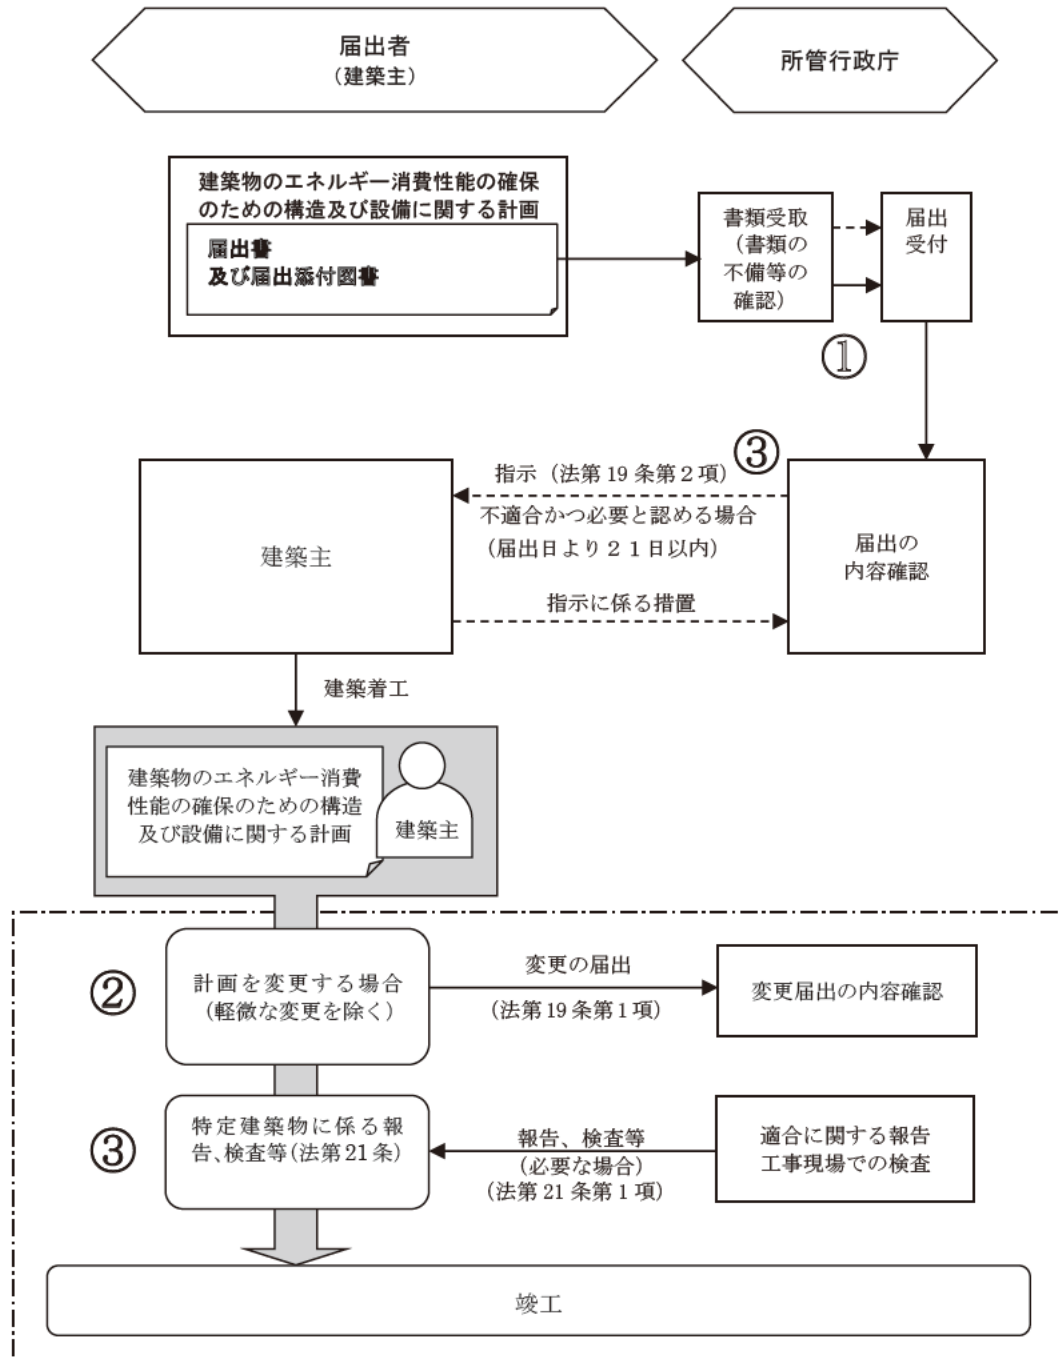 届出者
（建築主）
所管行政庁
建築物のエネルギー消費性能の確保
のための構造及び設備に関する計画
届出書
及び届出添付図書
書類受取
（書類の
不備等の
確認）
届出
受付
①
③
指示（法第19条第2項）
不適合かつ必要と認める場合
（届出日より２１日以内）
指示に係る措置
建築主
届出の
内容確認
建築着工
建築物のエネルギー消費
性能の確保のための構造
及び設備に関する計画
建築主
②
計画を変更する場合
（軽微な変更を除く）
変更の届出
（法第19条第1項）
変更届出の内容確認
③
特定建築物に係る報
告､検査等(法第21条)
報告、検査等
（必要な場合）
（法第21条第1項）
適合に関する報告
工事現場での検査
竣工